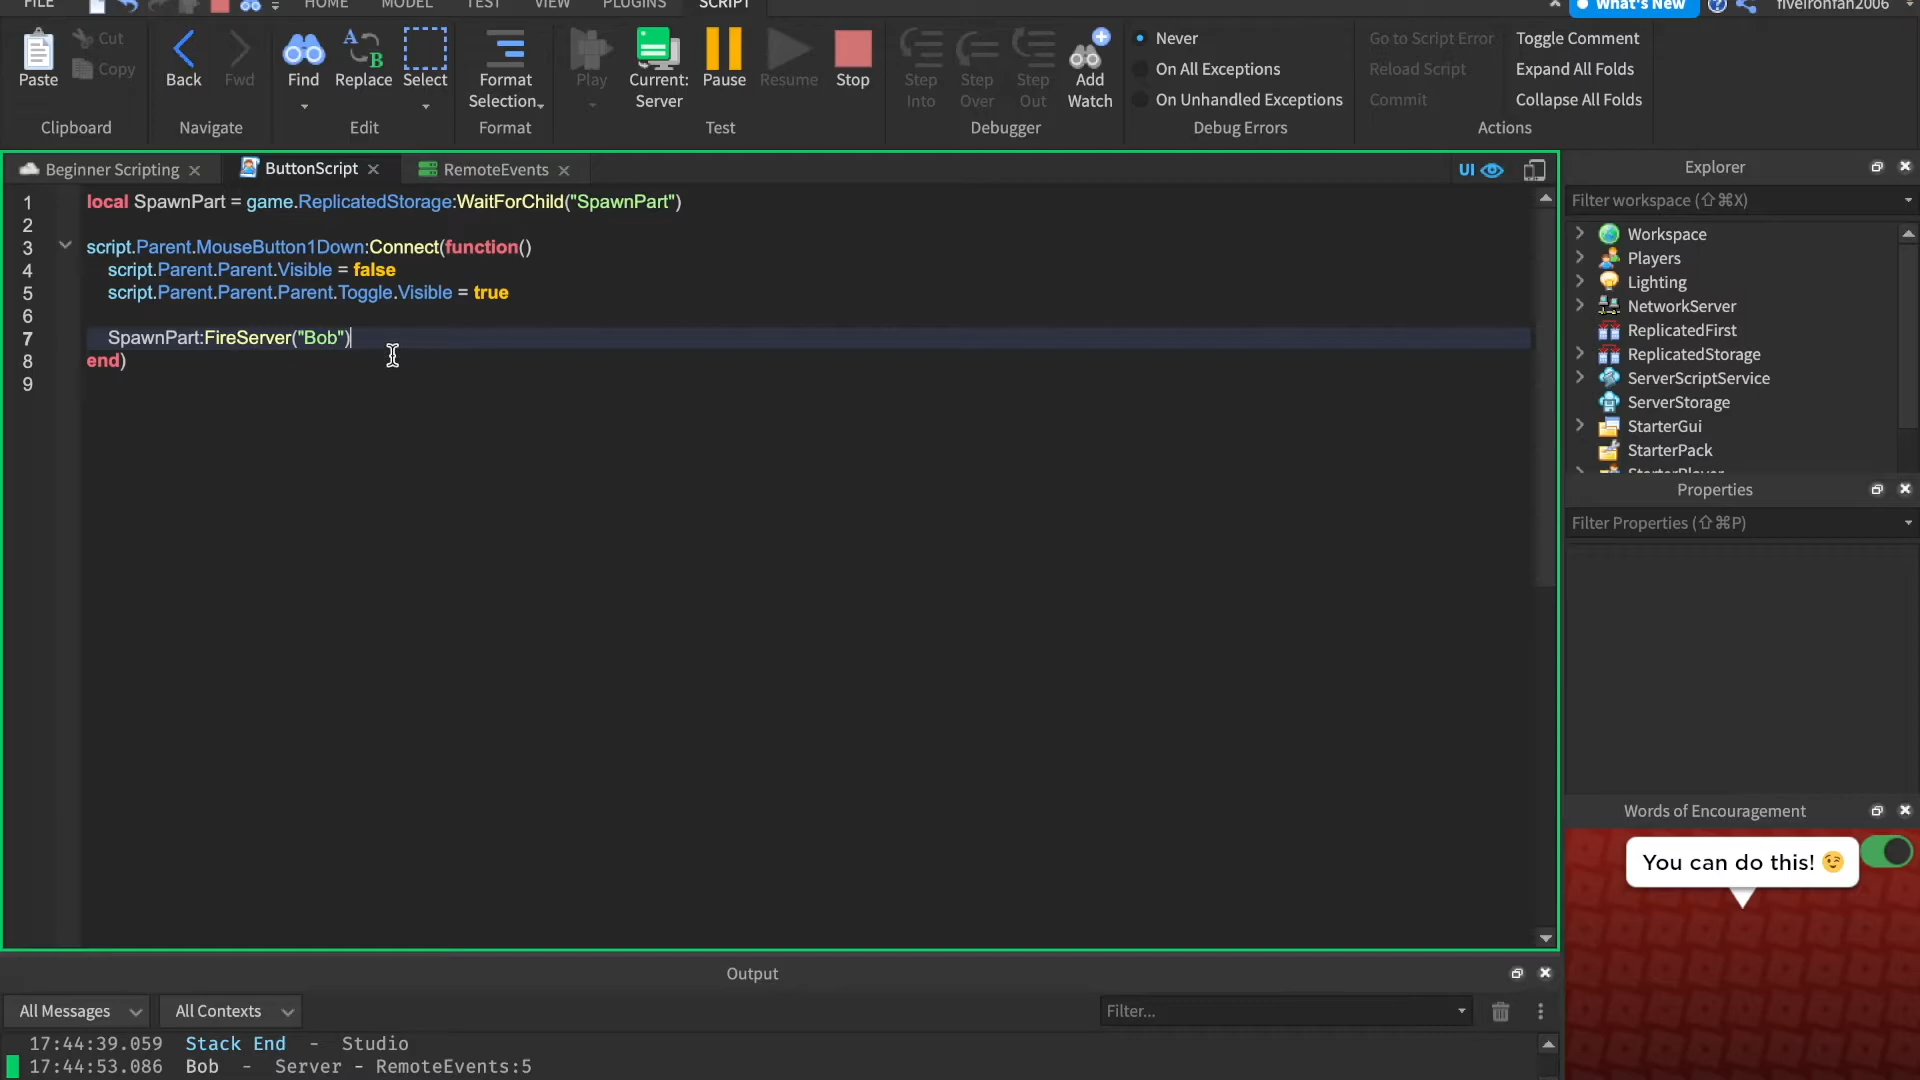 FILE HOME MODEL TEST VIEW PLUGINS SCRIPT What's New fiveironfan2006
Paste Cut Copy Back Fwd Find Replace Select Format Selection Play Current: Server Pause Resume Stop Step Into Step Over Step Out Add Watch
Never
On All Exceptions
On Unhandled Exceptions
Go to Script Error
Reload Script
Commit
Toggle Comment
Expand All Folds
Collapse All Folds
Clipboard Navigate Edit Format Test Debugger Debug Errors Actions
Beginner Scripting ButtonScript RemoteEvents UI
1 local SpawnPart = game.ReplicatedStorage:WaitForChild("SpawnPart")
2
3 script.Parent.MouseButton1Down:Connect(function()
4 script.Parent.Parent.Visible = false
5 script.Parent.Parent.Parent.Toggle.Visible = true
6
7 SpawnPart:FireServer("Bob")
8 end)
9
Explorer
Filter workspace (⇧⌘X)
Workspace
Players
Lighting
NetworkServer
ReplicatedFirst
ReplicatedStorage
ServerScriptService
ServerStorage
StarterGui
StarterPack
StarterPlayer
Properties
Filter Properties (⇧⌘P)
Words of Encouragement
You can do this! 😉
Output
All Messages All Contexts Filter...
17:44:39.059 Stack End - Studio
17:44:53.086 Bob - Server - RemoteEvents:5